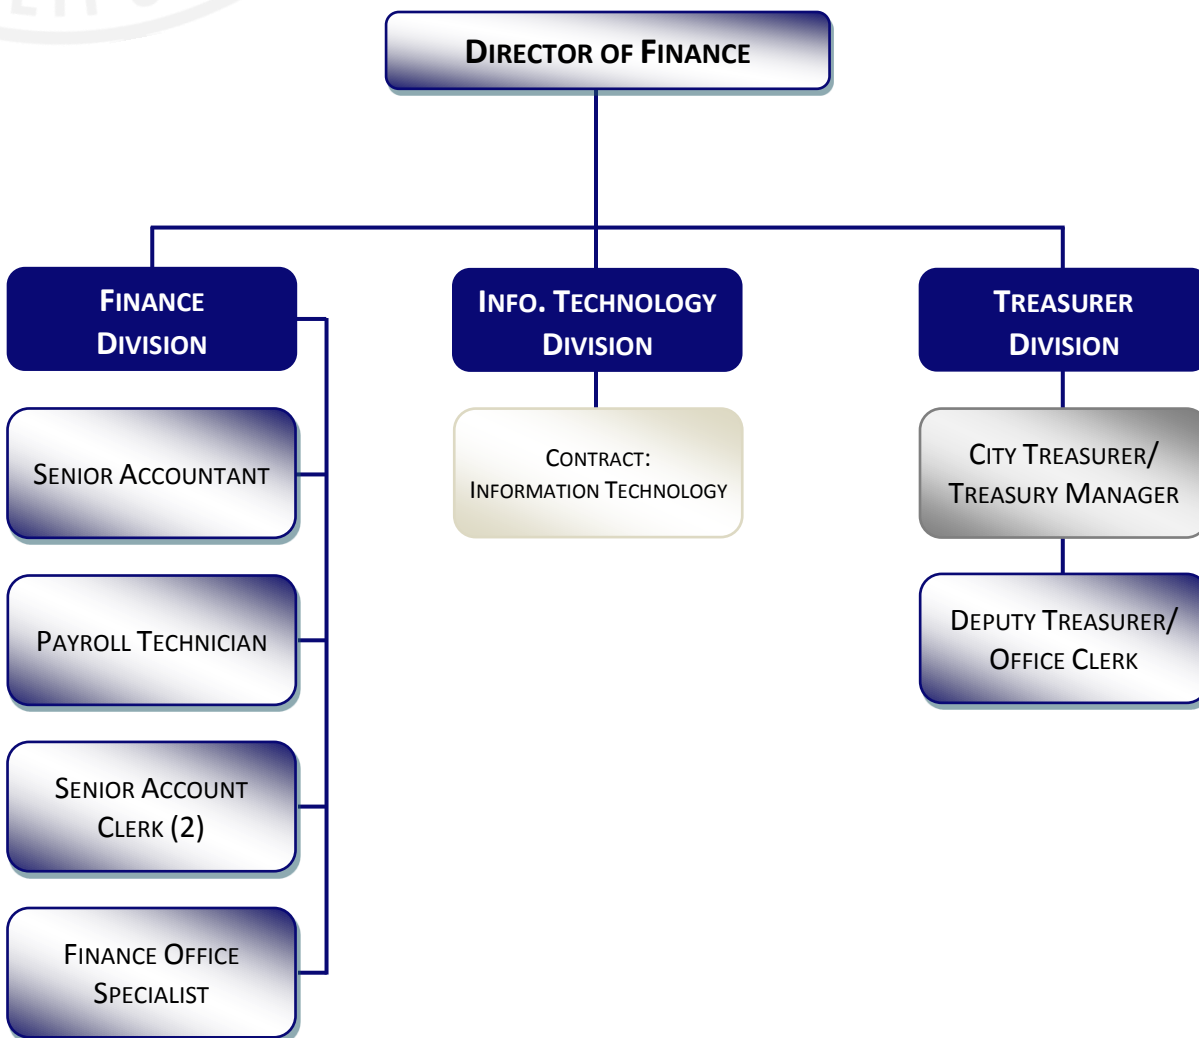 DIRECTOR OF FINANCE
FINANCE
DIVISION
INFO. TECHNOLOGY
DIVISION
TREASURER
DIVISION
SENIOR ACCOUNTANT
CONTRACT:
INFORMATION TECHNOLOGY
CITY TREASURER/
TREASURY MANAGER
PAYROLL TECHNICIAN
DEPUTY TREASURER/
OFFICE CLERK
SENIOR ACCOUNT
CLERK (2)
FINANCE OFFICE
SPECIALIST